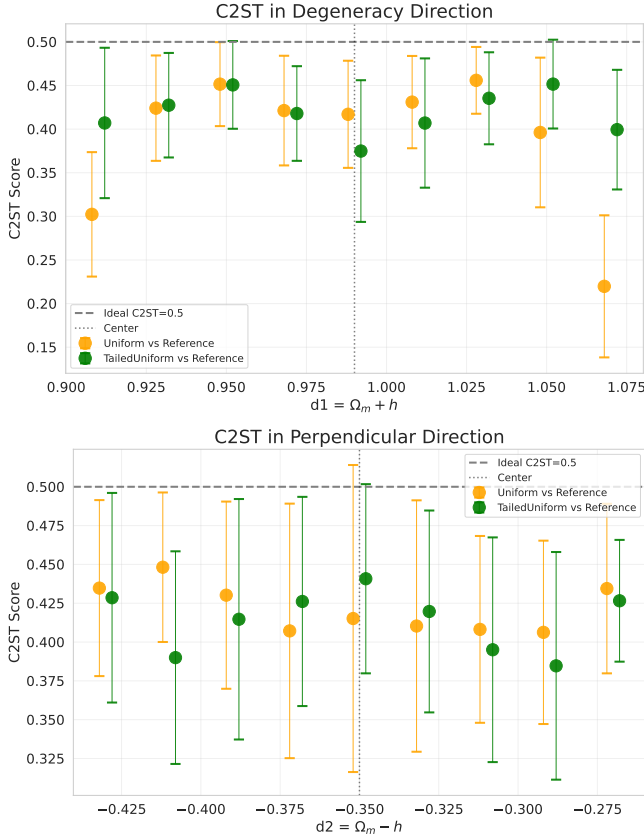 C2ST in Degeneracy Direction
0.50
0.45
0.40
0.35
0.30
0.25
0.20
0.15
C2ST Score
Ideal C2ST=0.5
Center
Uniform vs Reference
TailedUniform vs Reference
0.900 0.925 0.950 0.975 1.000 1.025 1.050 1.075
d1 = Ωₘ + h
C2ST in Perpendicular Direction
0.500
0.475
0.450
0.425
0.400
0.375
0.350
0.325
C2ST Score
Ideal C2ST=0.5
Center
Uniform vs Reference
TailedUniform vs Reference
−0.425 −0.400 −0.375 −0.350 −0.325 −0.300 −0.275
d2 = Ωₘ − h